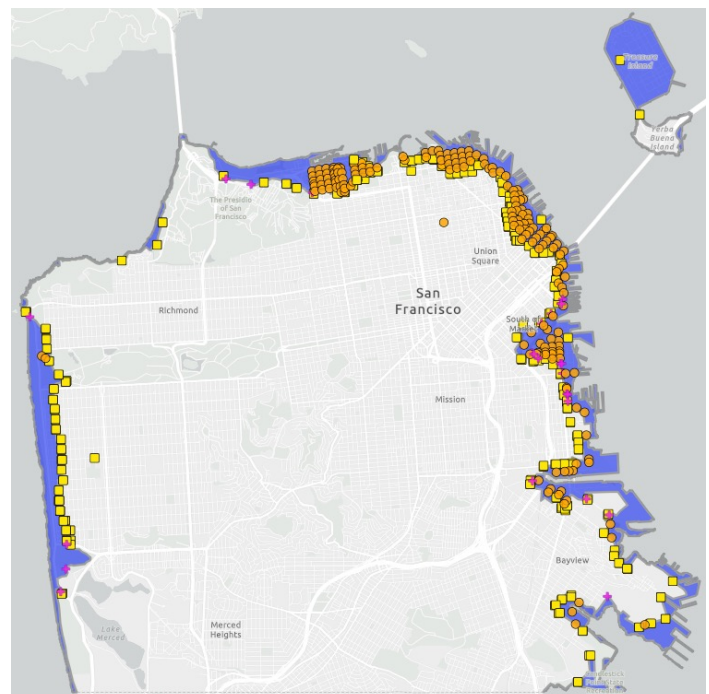 Treasure
Island
Yerba
Buena
Island
The Presidio
of San
Francisco
Union
Square
Richmond
San
Francisco
South of
Market
Mission
Bayview
Merced
Heights
Lake
Merced